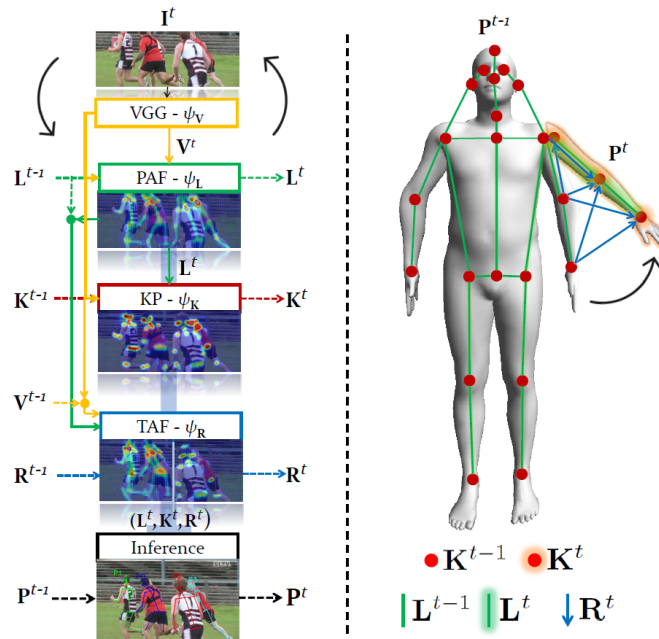 I^t
VGG - ψ_V
V^t
L^{t-1}
PAF - ψ_L
L^t
L^t
K^{t-1}
KP - ψ_K
K^t
V^{t-1}
TAF - ψ_R
R^{t-1}
R^t
(L^t, K^t, R^t)
Inference
P^{t-1}
P^t
P^{t-1}
P^t
K^{t-1}
K^t
L^{t-1}
L^t
R^t